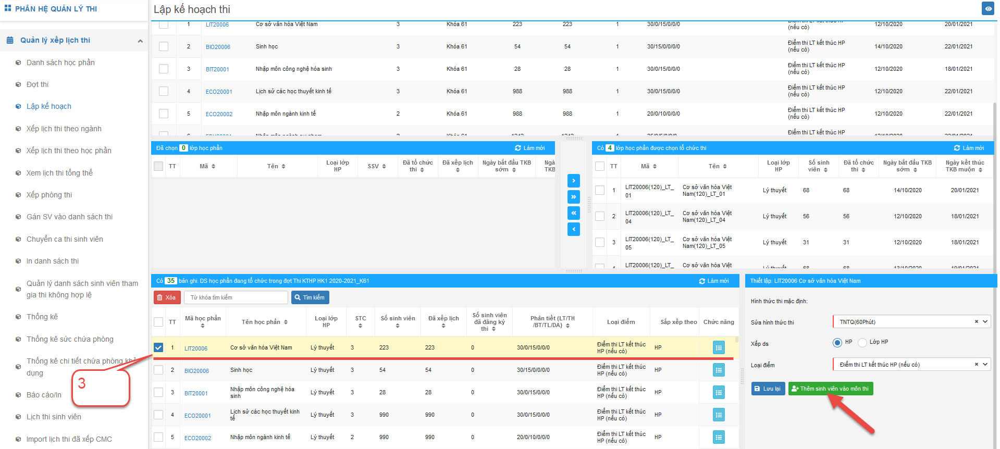 PHÂN HỆ QUẢN LÝ THI
Quản lý xếp lịch thi
Danh sách học phần
Đợt thi
Lập kế hoạch
Xếp lịch thi theo ngành
Xếp lịch thi theo học phần
Xem lịch thi tổng thể
Xếp phòng thi
Gán SV vào danh sách thi
Chuyển ca thi sinh viên
In danh sách thi
Quản lý danh sách sinh viên tham
gia thi không hợp lệ
Thống kê
Thống kê sức chứa phòng
Thống kê chi tiết chứa phòng khả
dụng
Báo cáo/In
Lịch thi sinh viên
Import lịch thi đã xếp CMC
3
Lập kế hoạch thi
1 LIT20006 Cơ sở văn hóa Việt Nam 3 Khóa 61 223 223 1 30/0/15/0/0/0 (nếu có) 12/10/2020 20/01/2021
2 BIO20006 Sinh học 3 Khóa 61 54 54 1 30/15/0/0/0/0 Điểm thi LT kết thúc HP (nếu có) 14/10/2020 22/01/2021
3 BIT20001 Nhập môn công nghệ hóa sinh 3 Khóa 61 28 28 1 30/0/15/0/0/0 Điểm thi LT kết thúc HP (nếu có) 12/10/2020 18/01/2021
4 ECO20001 Lịch sử các học thuyết kinh tế 3 Khóa 61 988 988 1 30/0/15/0/0/0 Điểm thi LT kết thúc HP (nếu có) 12/10/2020 22/01/2021
5 ECO20002 Nhập môn ngành kinh tế 2 Khóa 61 988 988 1 20/0/10/0/0/0 Điểm thi LT kết thúc HP (nếu có) 12/10/2020 22/01/2021
Đã chọn 0 lớp học phần Làm mới
TT Mã Tên Loại lớp HP SSV Đã tổ chức thi Đã xếp lịch Ngày bắt đầu TKB sớm
Có 4 lớp học phần được chọn tổ chức thi Làm mới
TT Mã Tên Loại lớp HP Số sinh viên Đã tổ chức thi Ngày bắt đầu TKB sớm Ngày kết thúc TKB muộn
1 LIT20006(120)_LT_01 Cơ sở văn hóa Việt Nam(120)_LT_01 Lý thuyết 68 68 14/10/2020 20/01/2021
2 LIT20006(120)_LT_04 Cơ sở văn hóa Việt Nam(120)_LT_04 Lý thuyết 56 56 12/10/2020 18/01/2021
3 LIT20006(120)_LT_05 Cơ sở văn hóa Việt Nam(120)_LT_05 Lý thuyết 31 31 12/10/2020 18/01/2021
4 LIT20006(120)_LT_ Cơ sở văn hóa Việt Lý thuyết 68 68 13/10/2020 19/01/2021
Có 35 bản ghi. DS học phần đang tổ chức trong đợt Thi KTHP HK1 2020-2021_K61 Làm mới
Xóa Từ khóa tìm kiếm Tìm kiếm
TT Mã học phần Tên học phần Loại lớp HP STC Số sinh viên Đã xếp lịch Số sinh viên đã đăng ký thi Phân tiết (LT/TH/BT/TL/DA) Loại điểm Sắp xếp theo Chức năng
1 LIT20006 Cơ sở văn hóa Việt Nam Lý thuyết 3 223 223 0 30/0/15/0/0/0 Điểm thi LT kết thúc HP (nếu có) HP
2 BIO20006 Sinh học Lý thuyết 3 54 54 0 30/15/0/0/0/0 Điểm thi LT kết thúc HP (nếu có) HP
3 BIT20001 Nhập môn công nghệ hóa sinh Lý thuyết 3 28 28 0 30/0/15/0/0/0 Điểm thi LT kết thúc HP (nếu có) HP
4 ECO20001 Lịch sử các học thuyết kinh tế Lý thuyết 3 990 990 0 30/0/15/0/0/0 Điểm thi LT kết thúc HP (nếu có) HP
5 ECO20002 Nhập môn ngành kinh tế Lý thuyết 2 990 990 0 20/0/10/0/0/0 Điểm thi LT kết thúc HP (nếu có) HP
Thiết lập: LIT20006 Cơ sở văn hóa Việt Nam
Hình thức thi mặc định:
Sửa hình thức thi TNTQ(60Phút)
Xếp ds HP Lớp HP
Loại điểm Điểm thi LT kết thúc HP (nếu có)
Lưu lại Thêm sinh viên vào môn thi